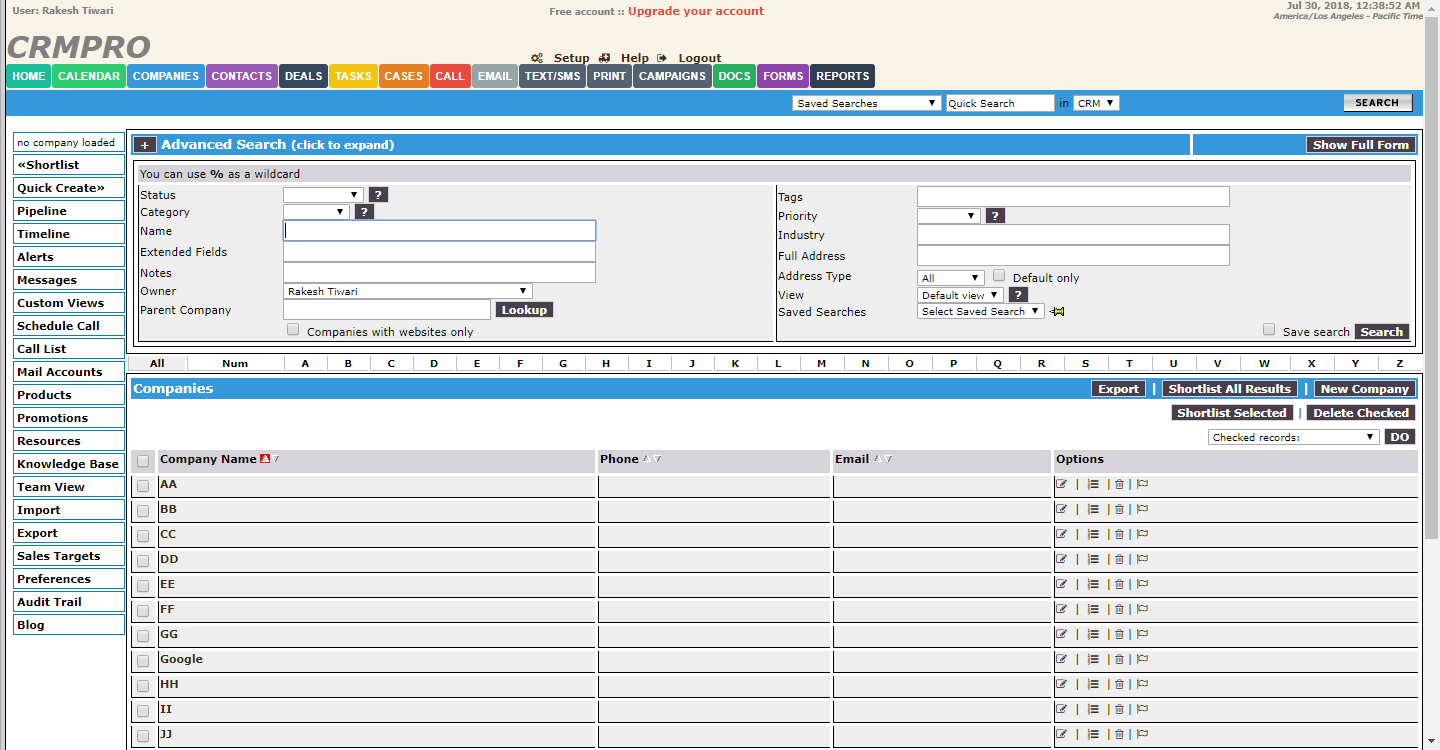 User: Rakesh Tiwari
Free account :: Upgrade your account
Jul 30, 2018, 12:38:52 AM
America/Los Angeles - Pacific Time
CRMPRO
Setup Help Logout
HOME CALENDAR COMPANIES CONTACTS DEALS TASKS CASES CALL EMAIL TEXT/SMS PRINT CAMPAIGNS DOCS FORMS REPORTS
Saved Searches Quick Search in CRM SEARCH
no company loaded
«Shortlist
Quick Create»
Pipeline
Timeline
Alerts
Messages
Custom Views
Schedule Call
Call List
Mail Accounts
Products
Promotions
Resources
Knowledge Base
Team View
Import
Export
Sales Targets
Preferences
Audit Trail
Blog
+ Advanced Search (click to expand) Show Full Form
You can use % as a wildcard
Status ?
Category ?
Name
Extended Fields
Notes
Owner Rakesh Tiwari
Parent Company Lookup
Companies with websites only
Tags
Priority ?
Industry
Full Address
Address Type All Default only
View Default view ?
Saved Searches Select Saved Search
Save search Search
All Num A B C D E F G H I J K L M N O P Q R S T U V W X Y Z
Companies Export | Shortlist All Results | New Company
Shortlist Selected | Delete Checked
Checked records: DO
Company Name Phone Email Options
AA | | |
BB | | |
CC | | |
DD | | |
EE | | |
FF | | |
GG | | |
Google | | |
HH | | |
II | | |
JJ | | |